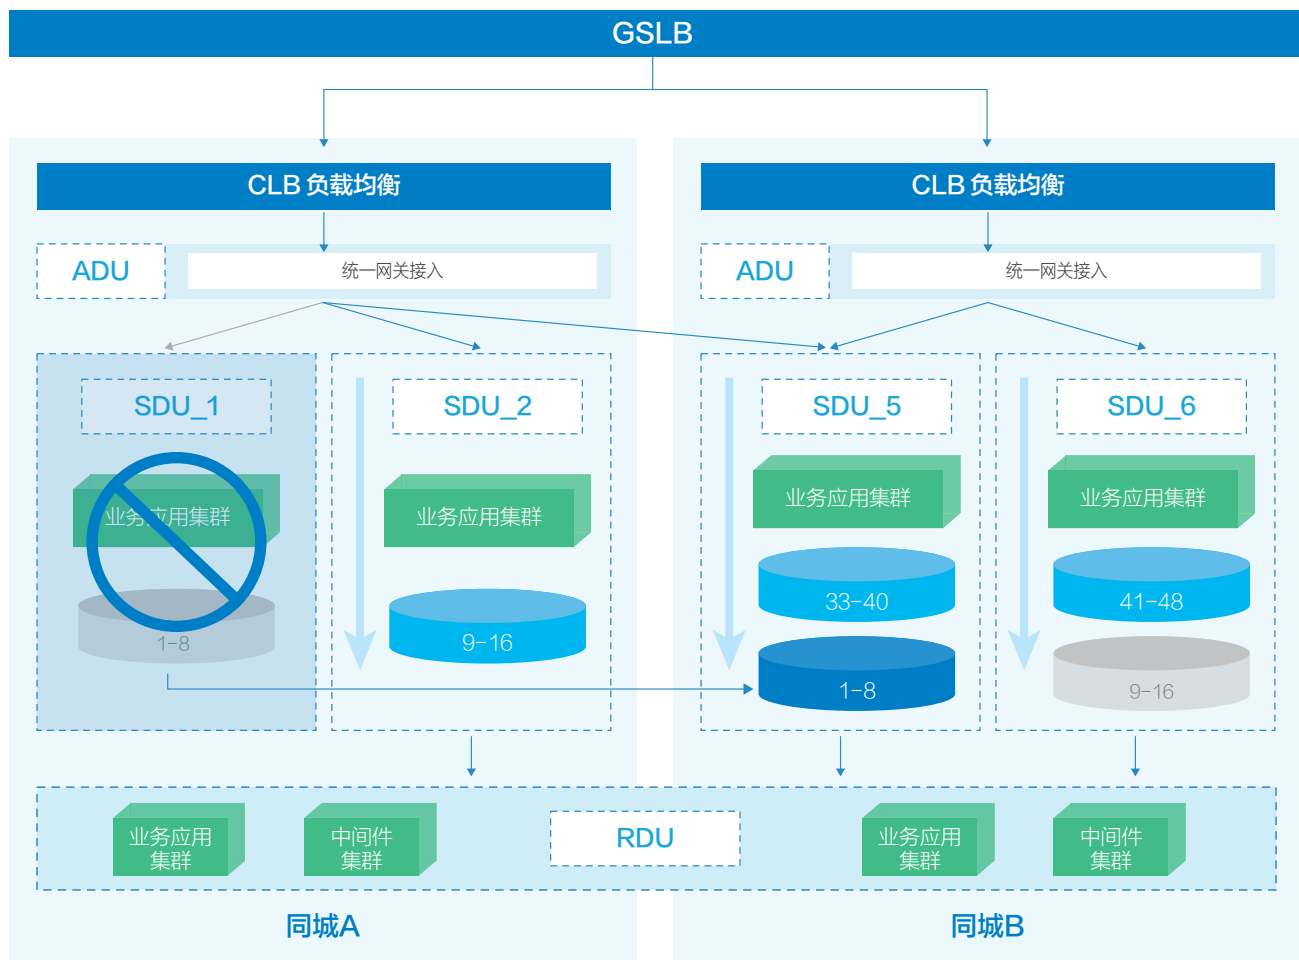 GSLB
CLB 负载均衡
CLB 负载均衡
ADU
统一网关接入
ADU
统一网关接入
SDU_1
SDU_2
SDU_5
SDU_6
业务应用集群
业务应用集群
业务应用集群
业务应用集群
33-40
41-48
1-8
9-16
1-8
9-16
业务应用
集群
中间件
集群
RDU
业务应用
集群
中间件
集群
同城A
同城B